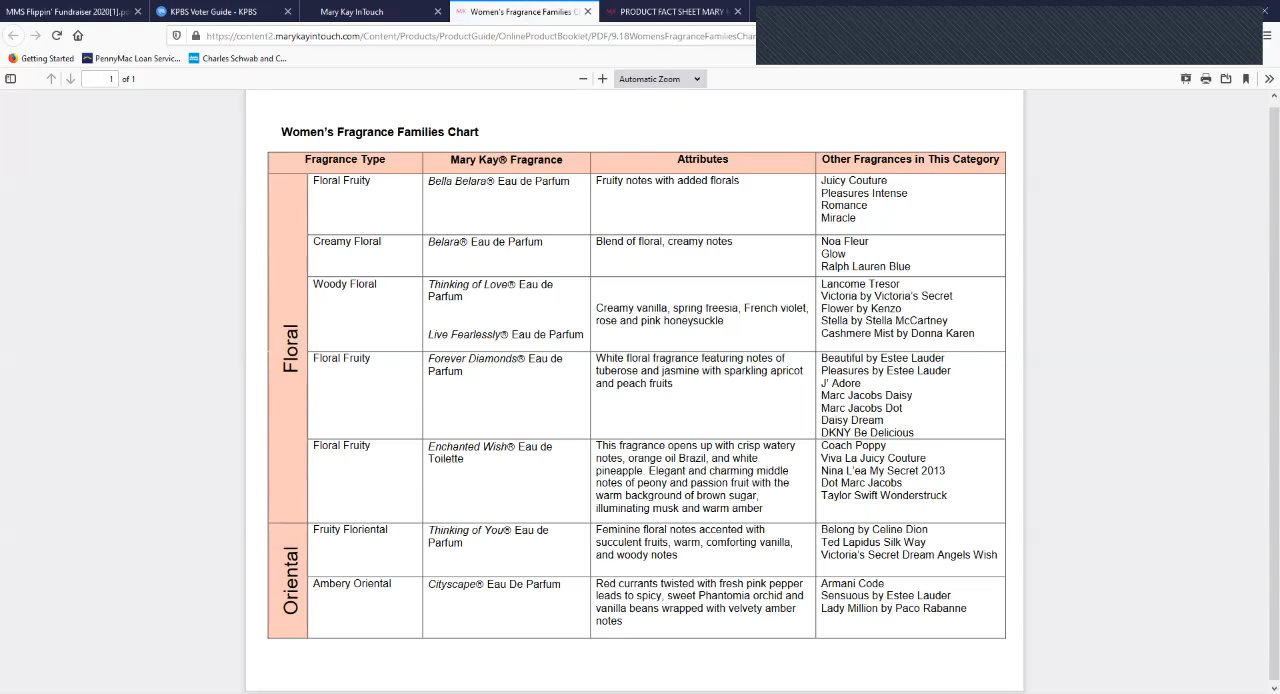 MMS Flippin' Fundraiser 2020[1].p
KPBS Voter Guide - KPBS
Mary Kay InTouch
Women's Fragrance Families C
PRODUCT FACT SHEET MARY
https://content2.marykayintouch.com/Content/Products/ProductGuide/OnlineProductBooklet/PDF/9.18WomensFragranceFamiliesChar
Getting Started
PennyMac Loan Servic...
Charles Schwab and C...
1 of 1
Automatic Zoom
Women's Fragrance Families Chart
Fragrance Type Mary Kay® Fragrance Attributes Other Fragrances in This Category
Floral
Floral Fruity
Bella Belara® Eau de Parfum
Fruity notes with added florals
Juicy Couture
Pleasures Intense
Romance
Miracle
Creamy Floral
Belara® Eau de Parfum
Blend of floral, creamy notes
Noa Fleur
Glow
Ralph Lauren Blue
Woody Floral
Thinking of Love® Eau de
Parfum
Live Fearlessly® Eau de Parfum
Creamy vanilla, spring freesia, French violet,
rose and pink honeysuckle
Lancome Tresor
Victoria by Victoria's Secret
Flower by Kenzo
Stella by Stella McCartney
Cashmere Mist by Donna Karen
Floral Fruity
Forever Diamonds® Eau de
Parfum
White floral fragrance featuring notes of
tuberose and jasmine with sparkling apricot
and peach fruits
Beautiful by Estee Lauder
Pleasures by Estee Lauder
J' Adore
Marc Jacobs Daisy
Marc Jacobs Dot
Daisy Dream
DKNY Be Delicious
Floral Fruity
Enchanted Wish® Eau de
Toilette
This fragrance opens up with crisp watery
notes, orange oil Brazil, and white
pineapple. Elegant and charming middle
notes of peony and passion fruit with the
warm background of brown sugar,
illuminating musk and warm amber
Coach Poppy
Viva La Juicy Couture
Nina L'ea My Secret 2013
Dot Marc Jacobs
Taylor Swift Wonderstruck
Oriental
Fruity Floriental
Thinking of You® Eau de
Parfum
Feminine floral notes accented with
succulent fruits, warm, comforting vanilla,
and woody notes
Belong by Celine Dion
Ted Lapidus Silk Way
Victoria's Secret Dream Angels Wish
Ambery Oriental
Cityscape® Eau De Parfum
Red currants twisted with fresh pink pepper
leads to spicy, sweet Phantomia orchid and
vanilla beans wrapped with velvety amber
notes
Armani Code
Sensuous by Estee Lauder
Lady Million by Paco Rabanne